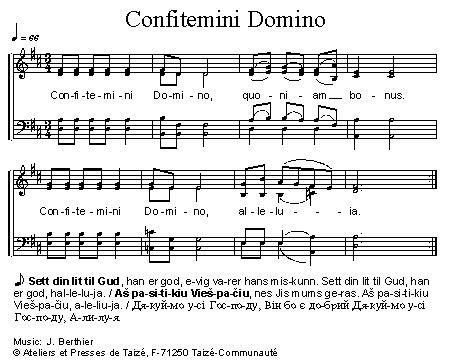 Confitemini Domino
♩ = 66
Con-fi-te-mi-ni Do-mi-no, quo-ni-am bo-nus.
Con-fi-te-mi-ni Do-mi-no, al-le-lu-ia.
Sett din lit til Gud, han er god, e-vig va-rer hans mis-kunn. Sett din lit til Gud, han
er god, hal-le-lu-ja. / Aš pa-si-ti-kiu Vieš-pa-čiu, nes Jis mums ge-ras. Aš pa-si-ti-kiu
Vieš-pa-čiu, a-le-liu-ja. / Дя-куй-мо у-сі Гос-по-ду, Він бо є до-брий Дя-куй-мо у-сі
Гос-по-ду, А-ли-лу-я.
Music: J. Berthier
© Ateliers et Presses de Taizé, F-71250 Taizé-Communauté